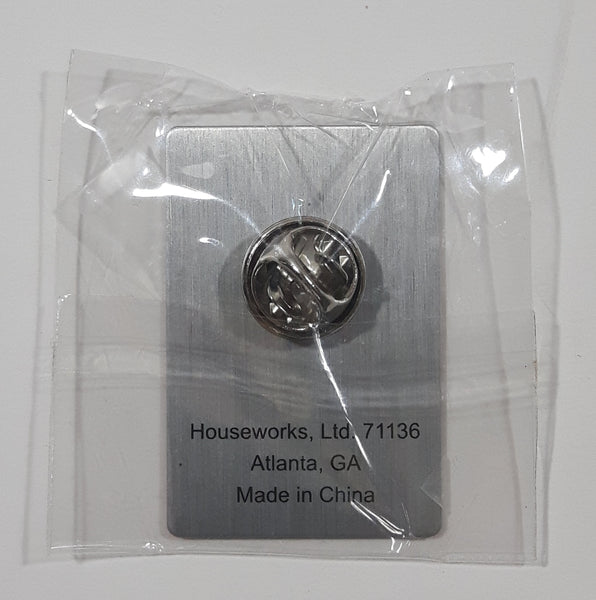 Houseworks, Ltd. 71136
Atlanta, GA
Made in China